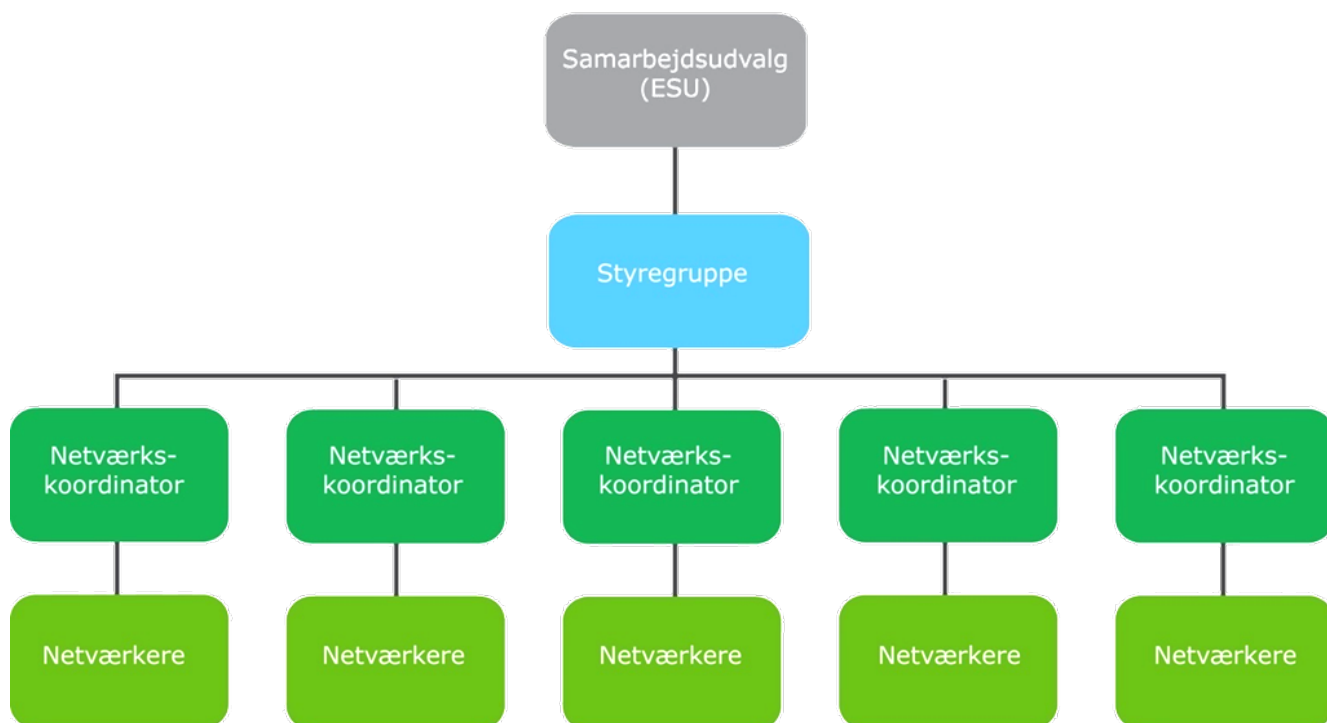 Samarbejdsudvalg
(ESU)
Styregruppe
Netværks-
koordinator
Netværks-
koordinator
Netværks-
koordinator
Netværks-
koordinator
Netværks-
koordinator
Netværkere
Netværkere
Netværkere
Netværkere
Netværkere